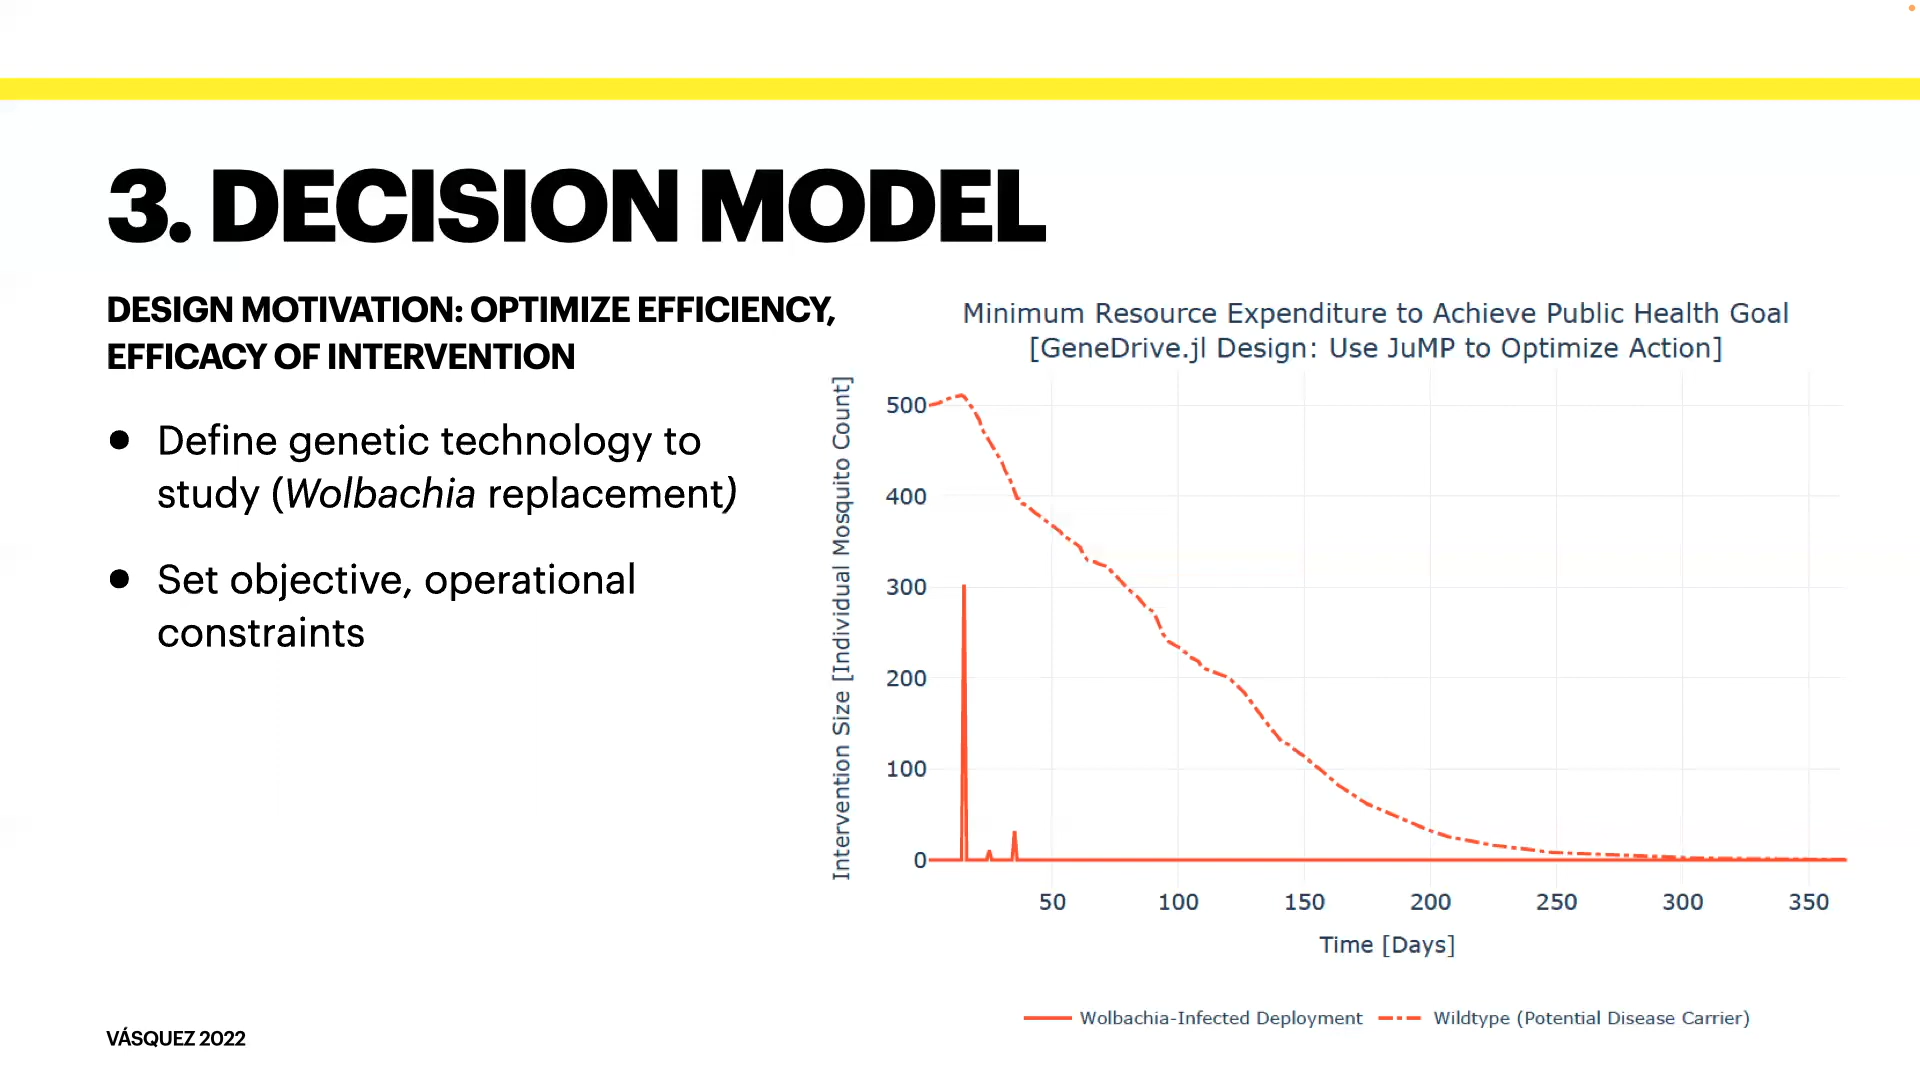 3. DECISION MODEL
DESIGN MOTIVATION: OPTIMIZE EFFICIENCY,
EFFICACY OF INTERVENTION
● Define genetic technology to
study (Wolbachia replacement)
● Set objective, operational
constraints
Minimum Resource Expenditure to Achieve Public Health Goal
[GeneDrive.jl Design: Use JuMP to Optimize Action]
Intervention Size [Individual Mosquito Count]
500
400
300
200
100
0
50 100 150 200 250 300 350
Time [Days]
Wolbachia-Infected Deployment Wildtype (Potential Disease Carrier)
VÁSQUEZ 2022